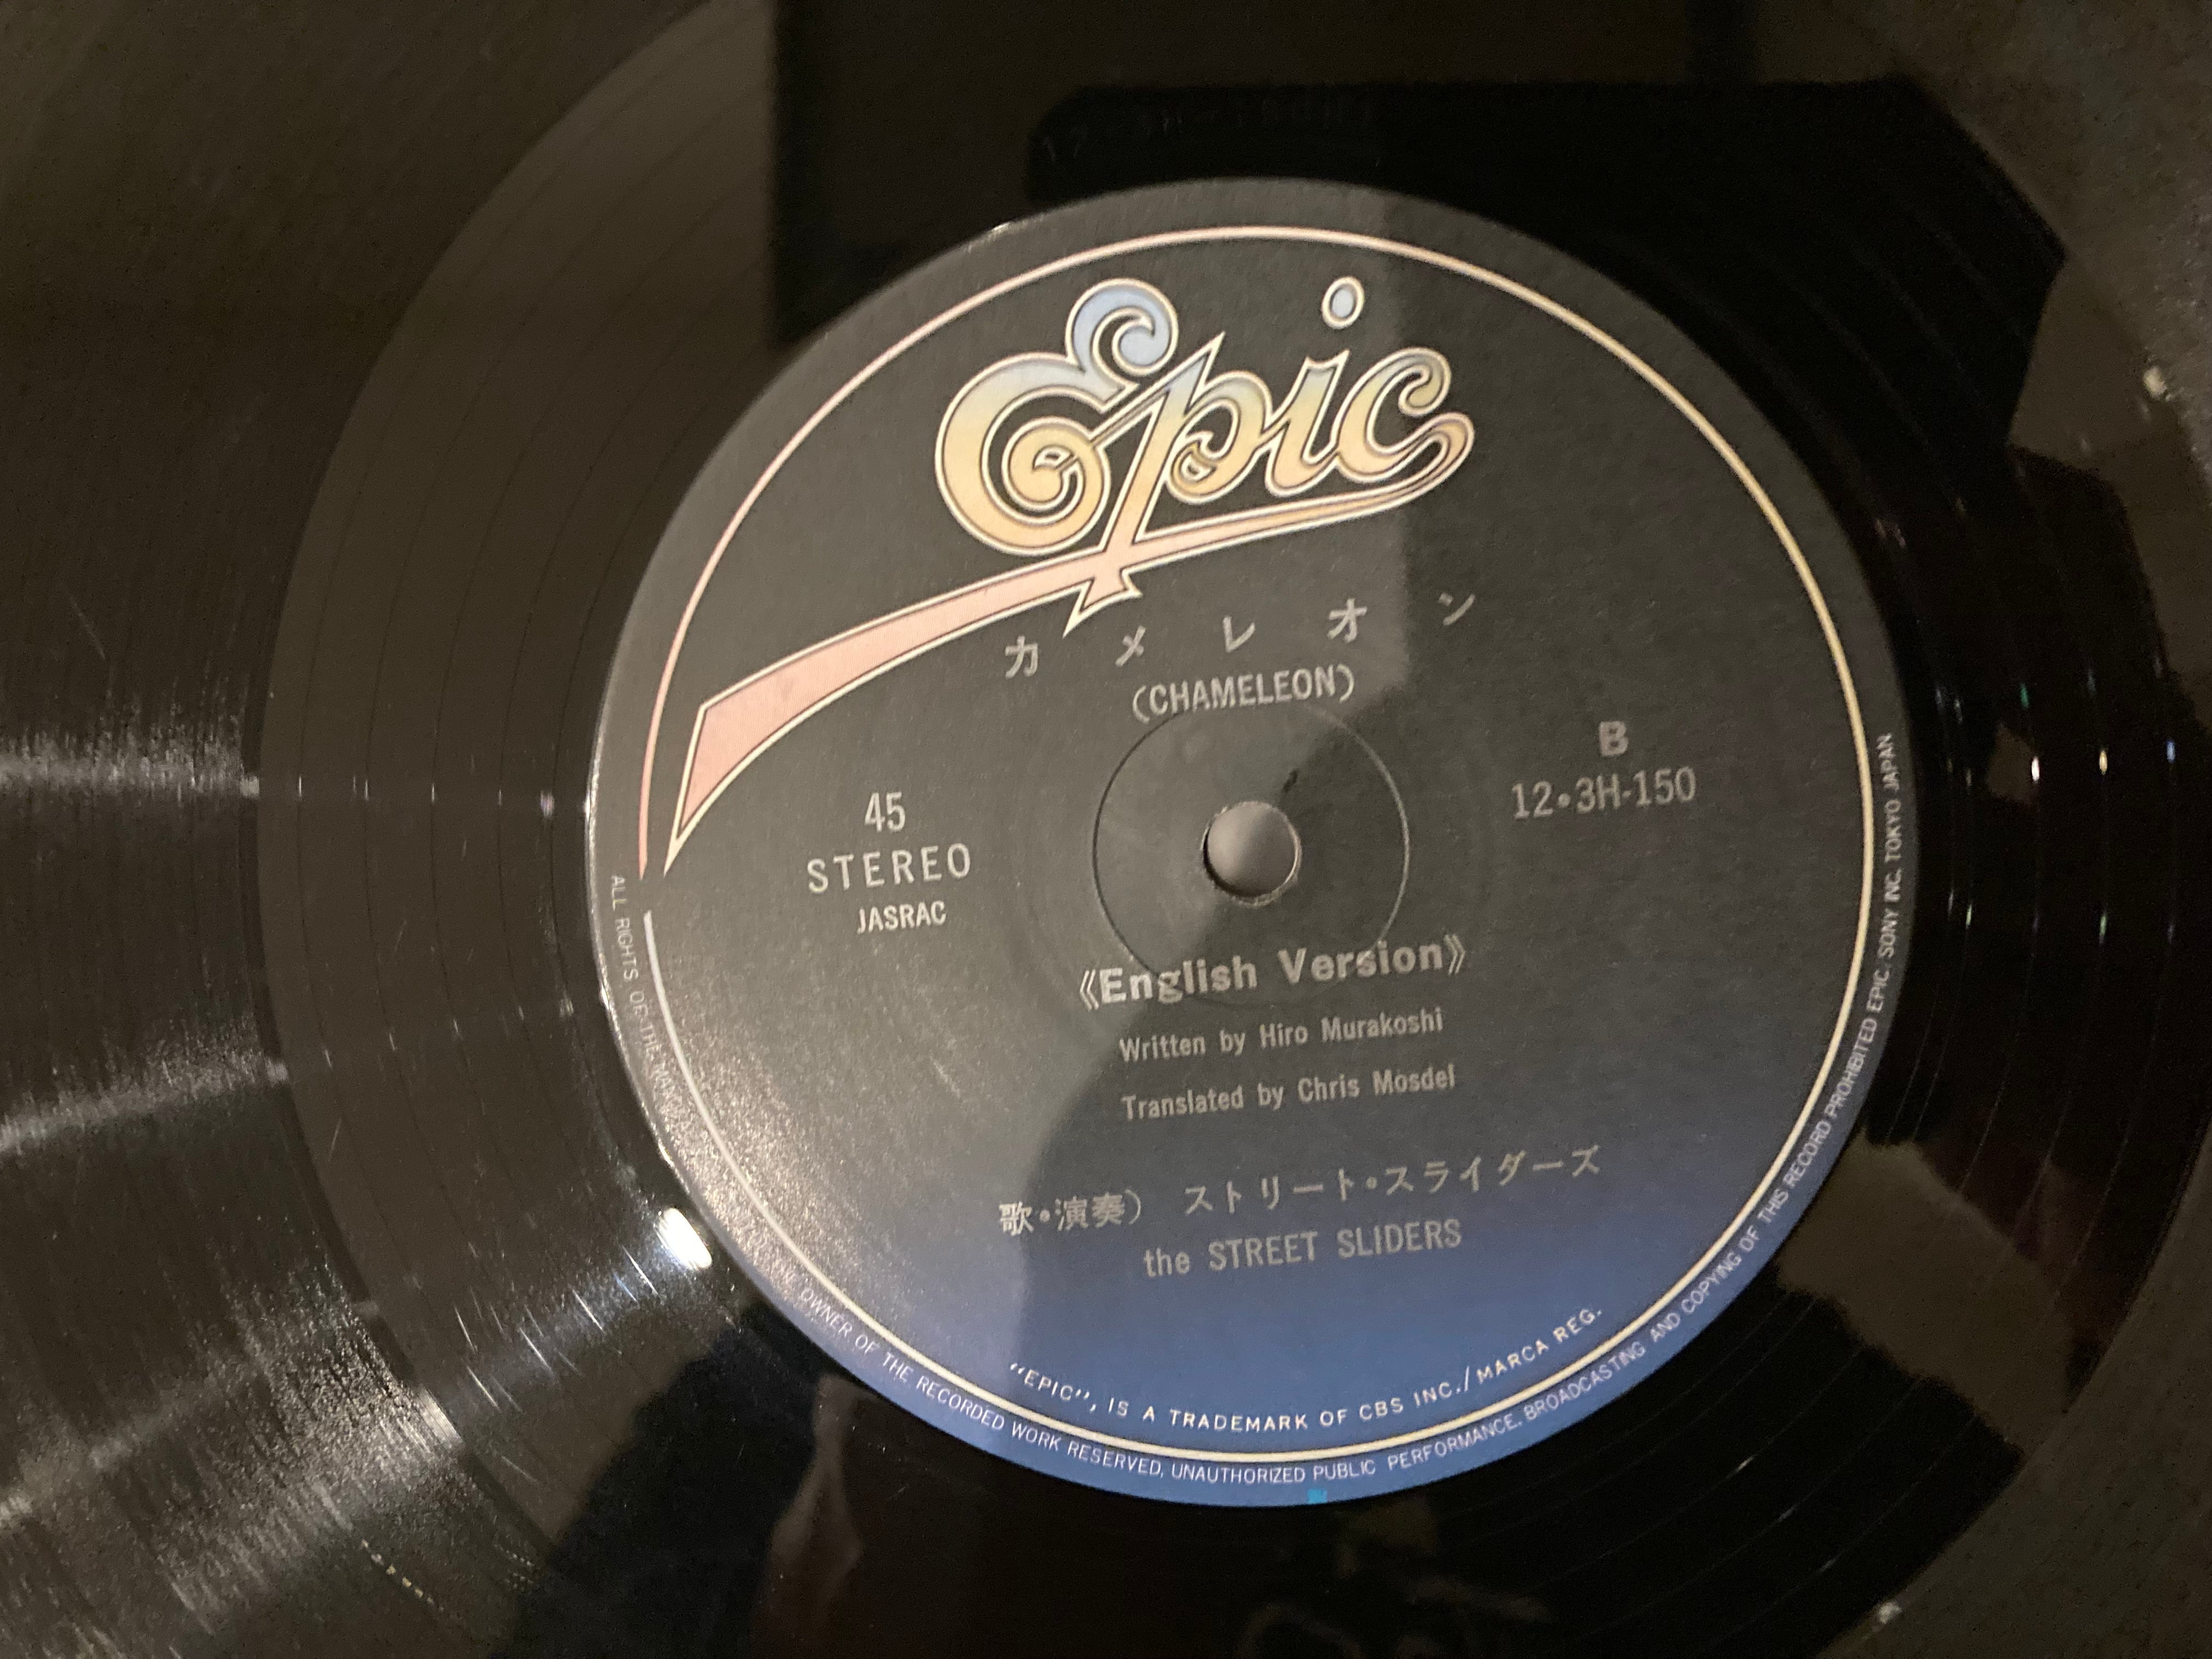 Epic
カメレオン
(CHAMELEON)
45
STEREO
JASRAC
B
12・3H-150
《English Version》
Written by Hiro Murakoshi
Translated by Chris Mosdel
歌・演奏) ストリート・スライダーズ
the STREET SLIDERS
"EPIC", IS A TRADEMARK OF CBS INC./MARCA REG.
ALL RIGHTS OF THE OWNER OF THE RECORDED WORK RESERVED, UNAUTHORIZED PUBLIC PERFORMANCE, BROADCASTING AND COPYING OF THIS RECORD PROHIBITED EPIC. SONY INC. TOKYO JAPAN